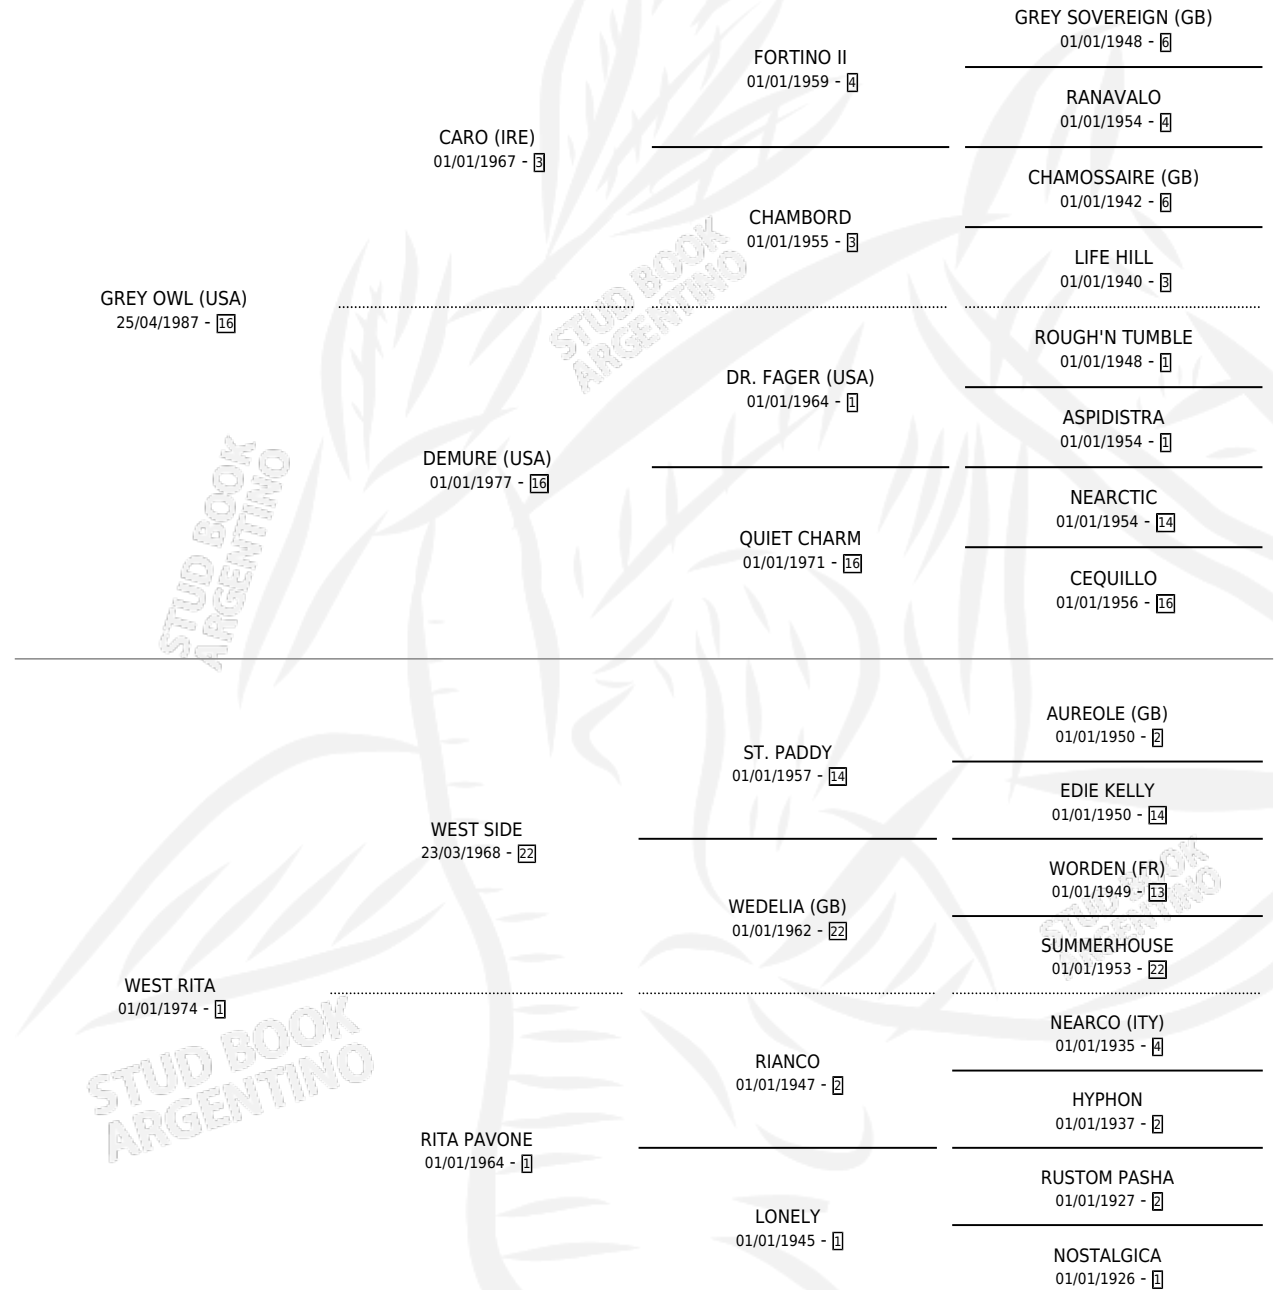 GREY SOVEREIGN (GB)
01/01/1948 - 6
FORTINO II
01/01/1959 - 4
RANAVALO
01/01/1954 - 4
CARO (IRE)
01/01/1967 - 3
CHAMOSSAIRE (GB)
01/01/1942 - 6
CHAMBORD
01/01/1955 - 3
LIFE HILL
01/01/1940 - 3
GREY OWL (USA)
25/04/1987 - 16
STUD BOOK
ARGENTINO
ROUGH'N TUMBLE
01/01/1948 - 1
DR. FAGER (USA)
01/01/1964 - 1
ASPIDISTRA
01/01/1954 - 1
DEMURE (USA)
01/01/1977 - 16
NEARCTIC
01/01/1954 - 14
QUIET CHARM
01/01/1971 - 16
CEQUILLO
01/01/1956 - 16
STUD BOOK
ARGENTINO
AUREOLE (GB)
01/01/1950 - 2
ST. PADDY
01/01/1957 - 14
EDIE KELLY
01/01/1950 - 14
WEST SIDE
23/03/1968 - 22
WORDEN (FR)
01/01/1949 - 13
WEDELIA (GB)
01/01/1962 - 22
SUMMERHOUSE
01/01/1953 - 22
STUD BOOK
ARGENTINO
WEST RITA
01/01/1974 - 1
NEARCO (ITY)
01/01/1935 - 4
RIANCO
01/01/1947 - 2
HYPHON
01/01/1937 - 2
STUD BOOK
ARGENTINO
RITA PAVONE
01/01/1964 - 1
RUSTOM PASHA
01/01/1927 - 2
LONELY
01/01/1945 - 1
NOSTALGICA
01/01/1926 - 1